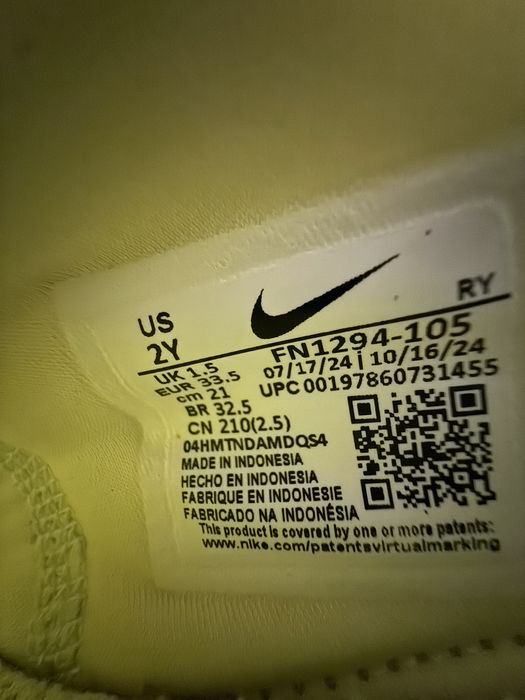 US
2Y
RY
UK 1.5
EUR 33.5
cm 21
BR 32.5
CN 210(2.5)
FN1294-105
07/17/24 | 10/16/24
UPC 00197860731455
04HMTNDAMDQS4
MADE IN INDONESIA
HECHO EN INDONESIA
FABRIQUE EN INDONESIE
FABRICADO NA INDONÉSIA
This product is covered by one or more patents:
www.nike.com/patentsvirtualmarking